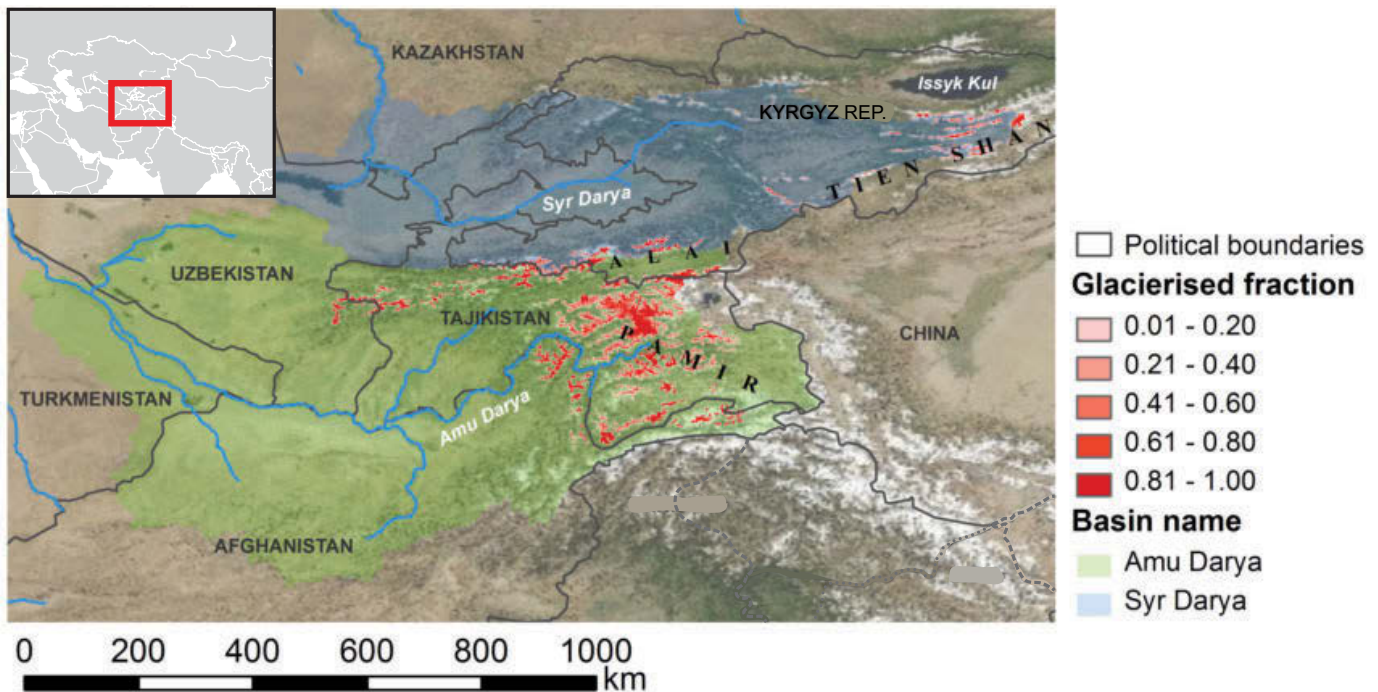 KAZAKHSTAN
Issyk Kul
KYRGYZ REP.
TIEN SHAN
Syr Darya
ALAI
UZBEKISTAN
TAJIKISTAN
PAMIR
CHINA
TURKMENISTAN
Amu Darya
AFGHANISTAN
Political boundaries
Glacierised fraction
0.01 - 0.20
0.21 - 0.40
0.41 - 0.60
0.61 - 0.80
0.81 - 1.00
Basin name
Amu Darya
Syr Darya
0 200 400 600 800 1000
km